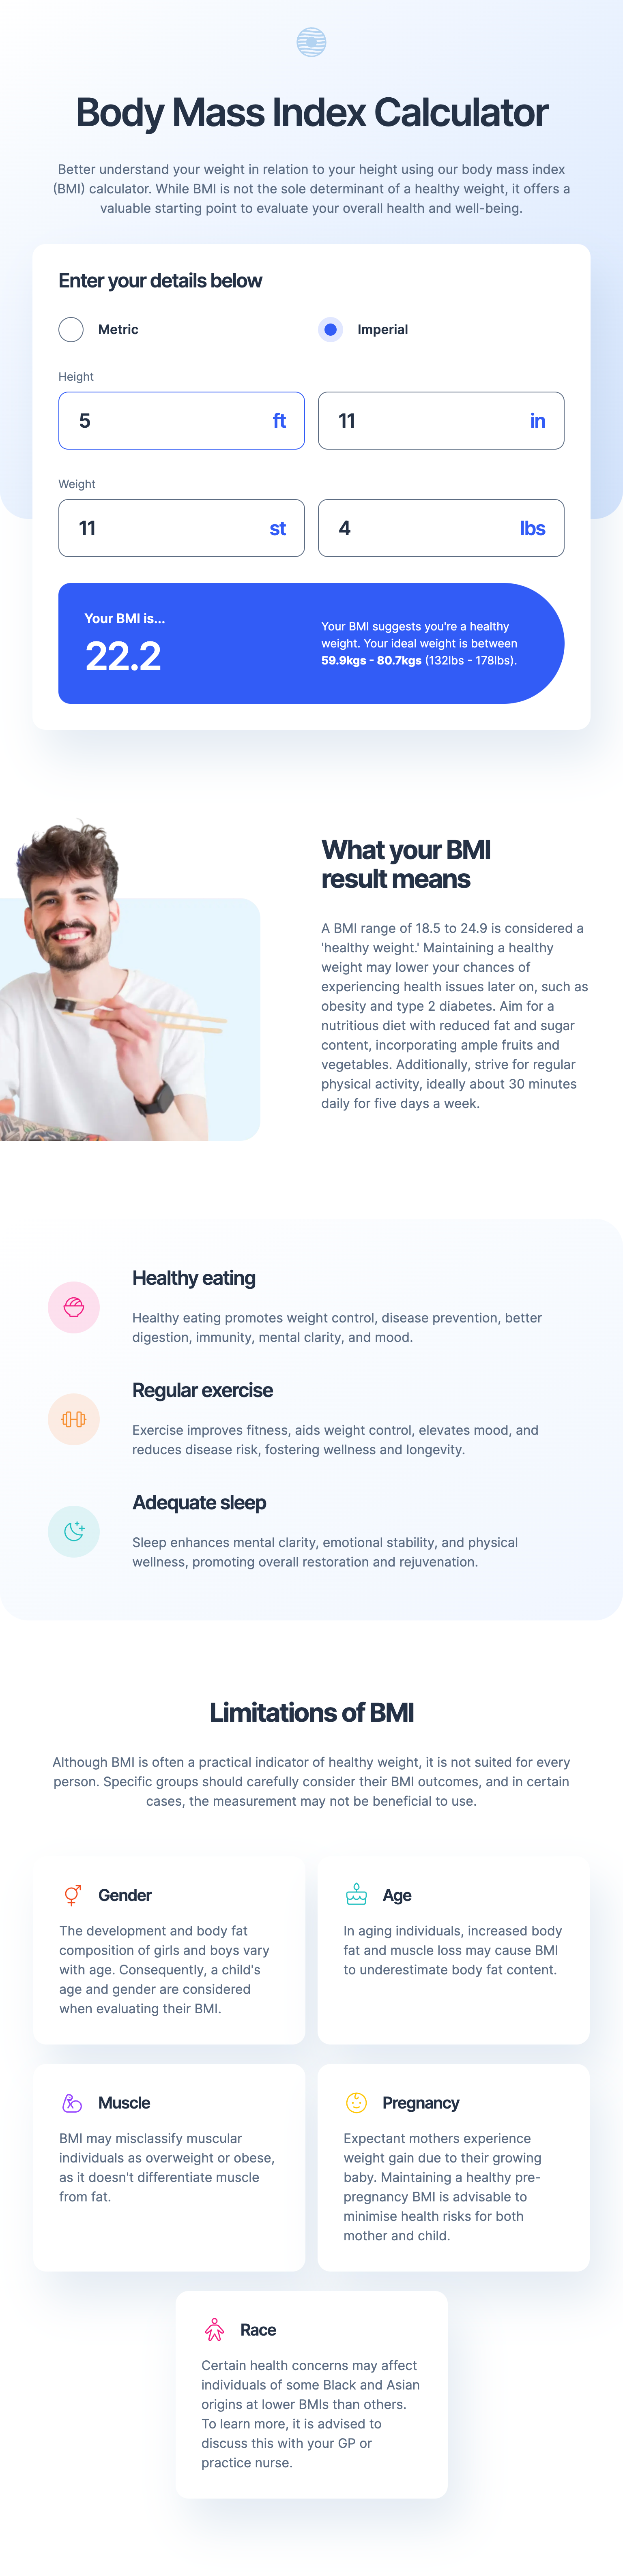 Body Mass Index Calculator
Better understand your weight in relation to your height using our body mass index
(BMI) calculator. While BMI is not the sole determinant of a healthy weight, it offers a
valuable starting point to evaluate your overall health and well-being.
Enter your details below
Metric
Imperial
Height
5 ft
11 in
Weight
11 st
4 lbs
Your BMI is...
22.2
Your BMI suggests you're a healthy
weight. Your ideal weight is between
59.9kgs - 80.7kgs (132lbs - 178lbs).
What your BMI
result means
A BMI range of 18.5 to 24.9 is considered a
'healthy weight.' Maintaining a healthy
weight may lower your chances of
experiencing health issues later on, such as
obesity and type 2 diabetes. Aim for a
nutritious diet with reduced fat and sugar
content, incorporating ample fruits and
vegetables. Additionally, strive for regular
physical activity, ideally about 30 minutes
daily for five days a week.
Healthy eating
Healthy eating promotes weight control, disease prevention, better
digestion, immunity, mental clarity, and mood.
Regular exercise
Exercise improves fitness, aids weight control, elevates mood, and
reduces disease risk, fostering wellness and longevity.
Adequate sleep
Sleep enhances mental clarity, emotional stability, and physical
wellness, promoting overall restoration and rejuvenation.
Limitations of BMI
Although BMI is often a practical indicator of healthy weight, it is not suited for every
person. Specific groups should carefully consider their BMI outcomes, and in certain
cases, the measurement may not be beneficial to use.
Gender
The development and body fat
composition of girls and boys vary
with age. Consequently, a child's
age and gender are considered
when evaluating their BMI.
Age
In aging individuals, increased body
fat and muscle loss may cause BMI
to underestimate body fat content.
Muscle
BMI may misclassify muscular
individuals as overweight or obese,
as it doesn't differentiate muscle
from fat.
Pregnancy
Expectant mothers experience
weight gain due to their growing
baby. Maintaining a healthy pre-
pregnancy BMI is advisable to
minimise health risks for both
mother and child.
Race
Certain health concerns may affect
individuals of some Black and Asian
origins at lower BMIs than others.
To learn more, it is advised to
discuss this with your GP or
practice nurse.